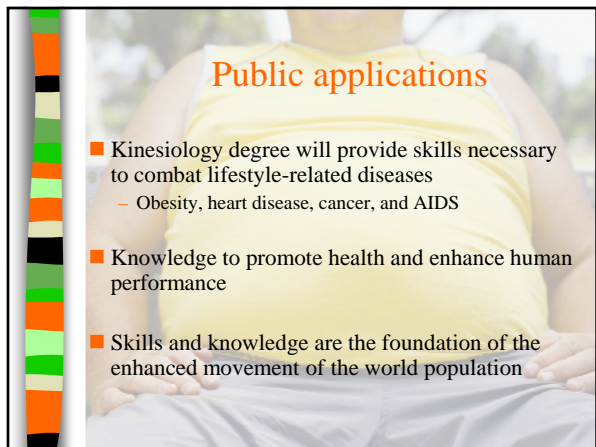 Public applications
■ Kinesiology degree will provide skills necessary
to combat lifestyle-related diseases
– Obesity, heart disease, cancer, and AIDS
■ Knowledge to promote health and enhance human
performance
■ Skills and knowledge are the foundation of the
enhanced movement of the world population